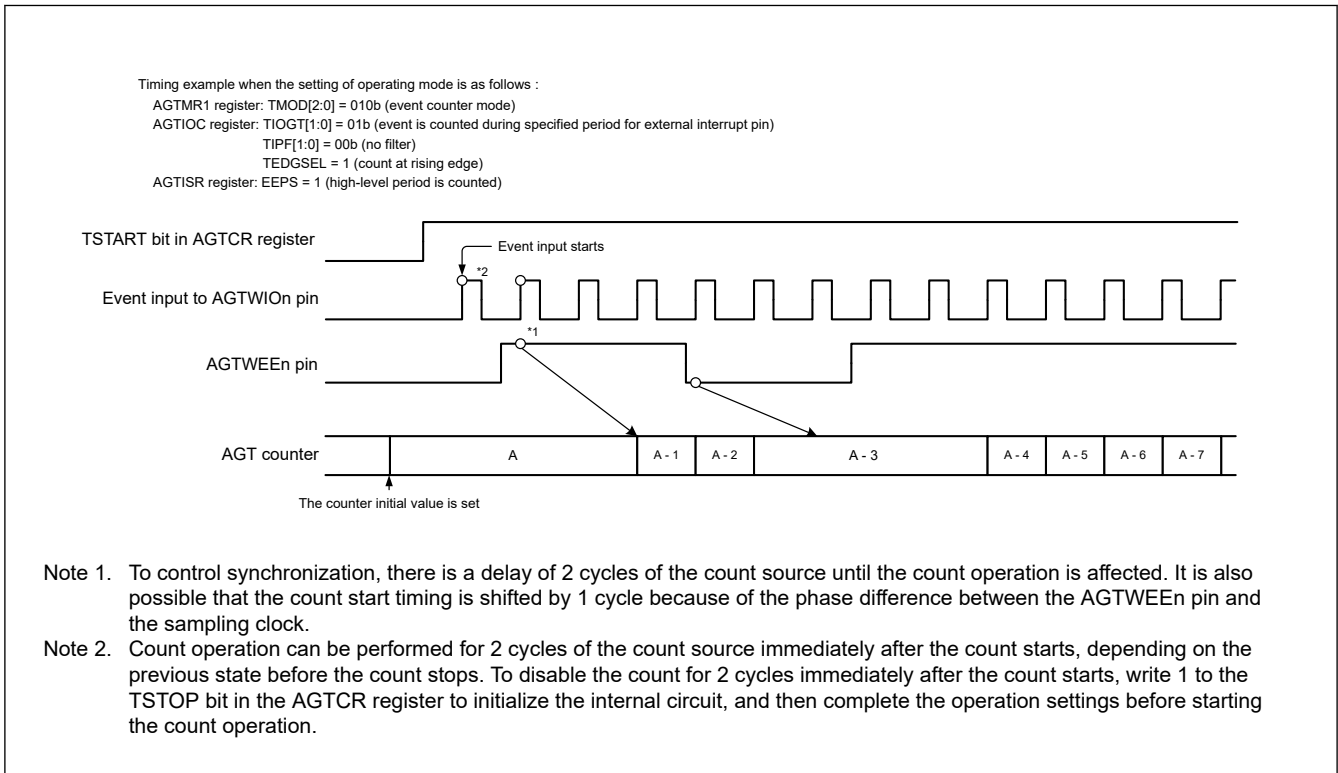 Timing example when the setting of operating mode is as follows :
AGTMR1 register: TMOD[2:0] = 010b (event counter mode)
AGTIOC register: TIOGT[1:0] = 01b (event is counted during specified period for external interrupt pin)
TIPF[1:0] = 00b (no filter)
TEDGSEL = 1 (count at rising edge)
AGTISR register: EEPS = 1 (high-level period is counted)
TSTART bit in AGTCR register
Event input starts
*2
Event input to AGTWIOn pin
*1
AGTWEEn pin
AGT counter
A
A - 1
A - 2
A - 3
A - 4
A - 5
A - 6
A - 7
The counter initial value is set
Note 1. To control synchronization, there is a delay of 2 cycles of the count source until the count operation is affected. It is also
possible that the count start timing is shifted by 1 cycle because of the phase difference between the AGTWEEn pin and
the sampling clock.
Note 2. Count operation can be performed for 2 cycles of the count source immediately after the count starts, depending on the
previous state before the count stops. To disable the count for 2 cycles immediately after the count starts, write 1 to the
TSTOP bit in the AGTCR register to initialize the internal circuit, and then complete the operation settings before starting
the count operation.